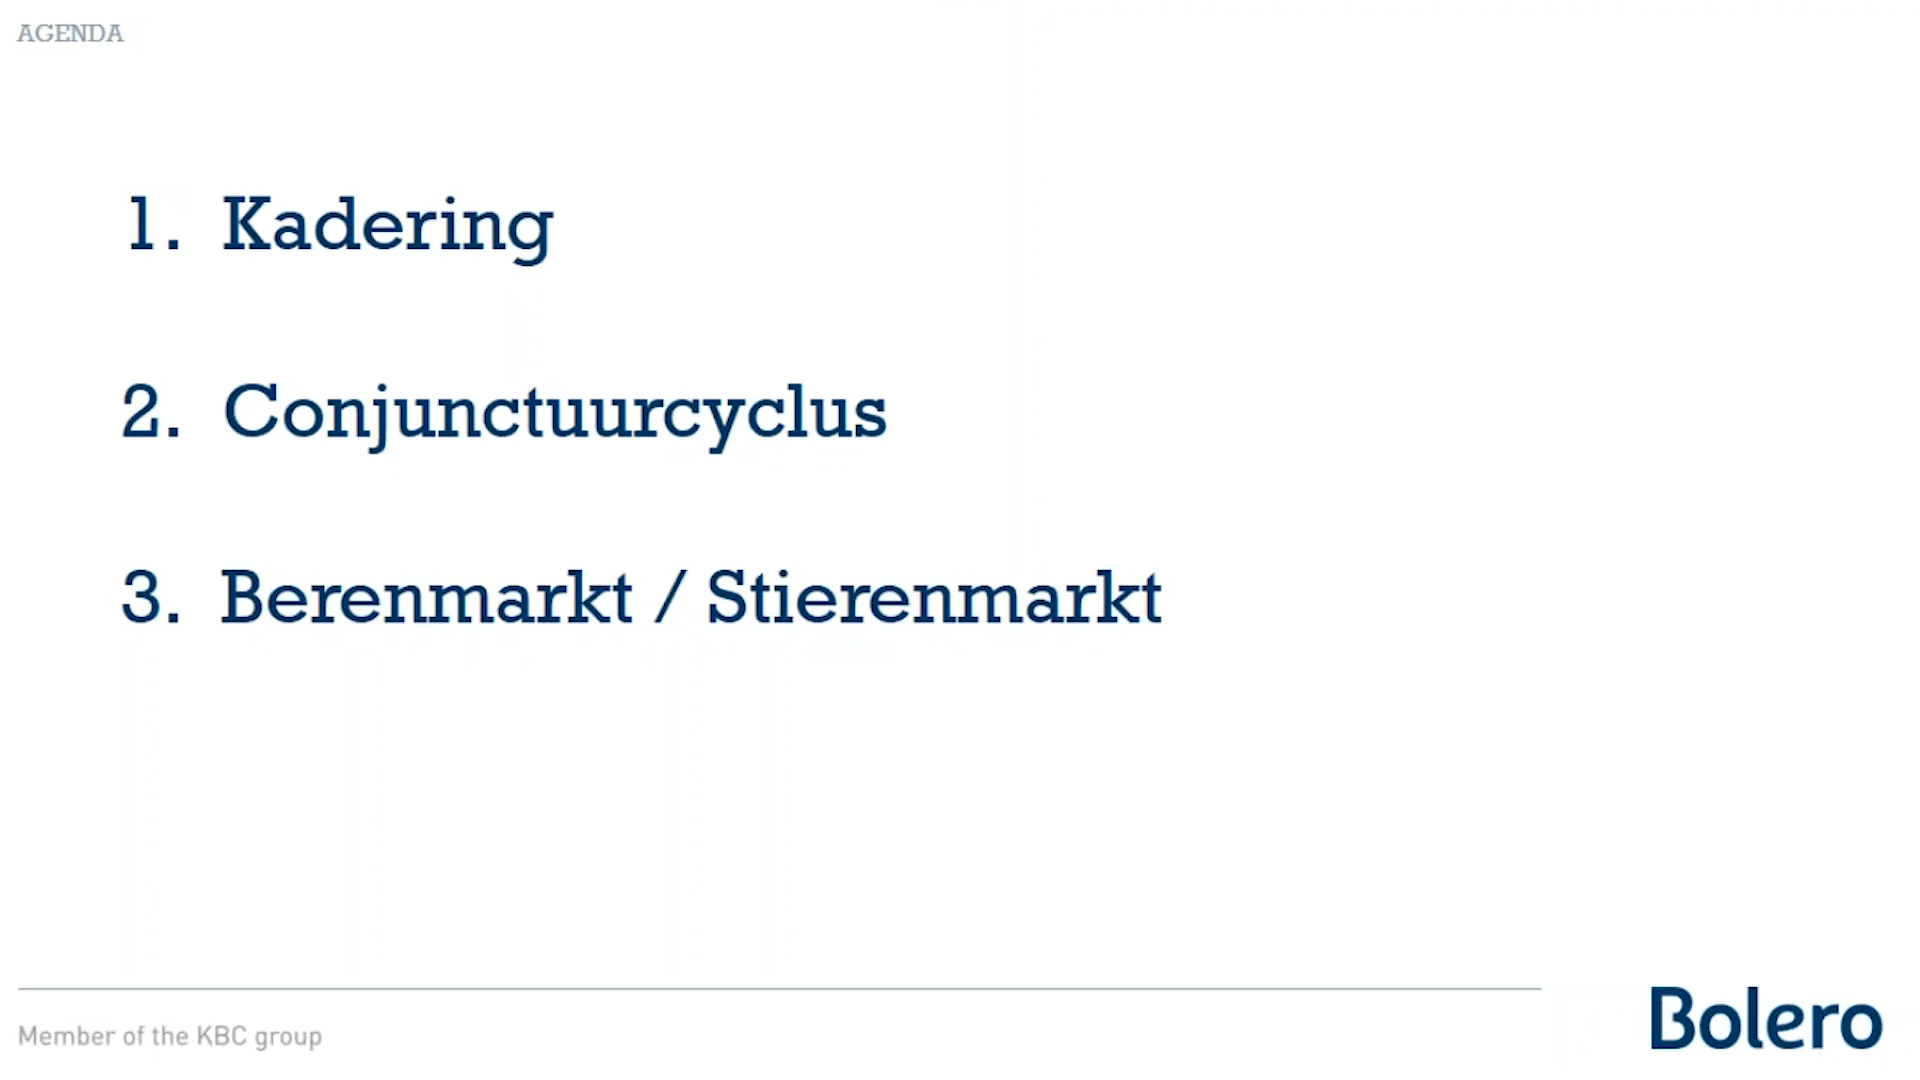 AGENDA
1. Kadering
2. Conjunctuurcyclus
3. Berenmarkt / Stierenmarkt
Member of the KBC group
Bolero